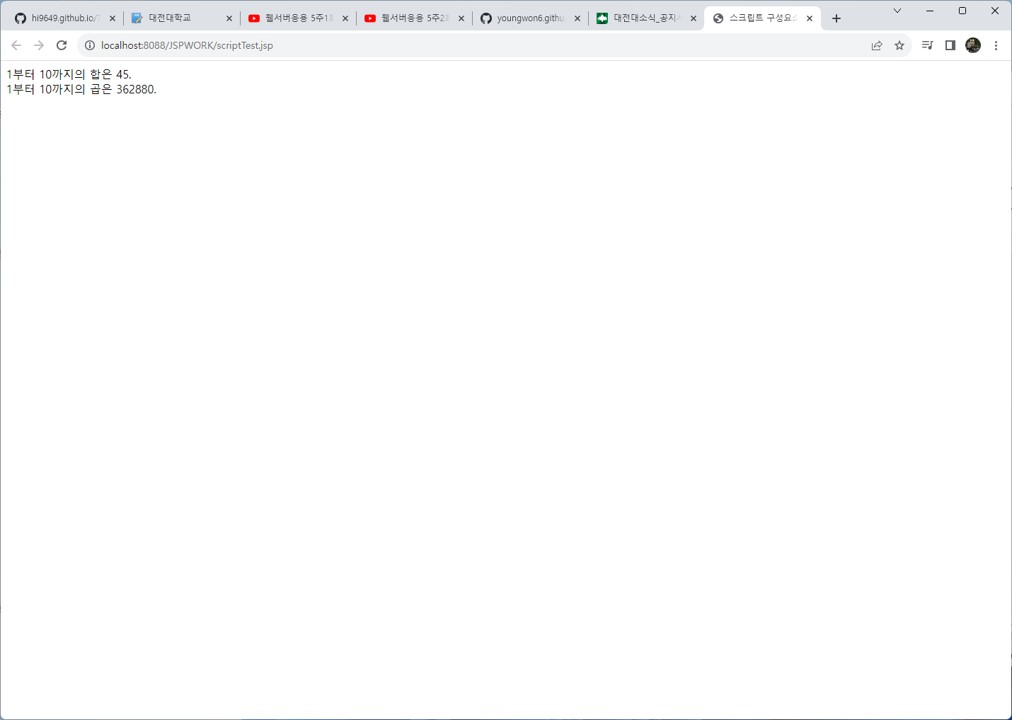 hi9649.github.io/
대전대학교
웹서버응용 5주1
웹서버응용 5주2
youngwon6.githu
대전대소식_공지
스크립트 구성요
localhost:8088/JSPWORK/scriptTest.jsp
1부터 10까지의 합은 45.
1부터 10까지의 곱은 362880.